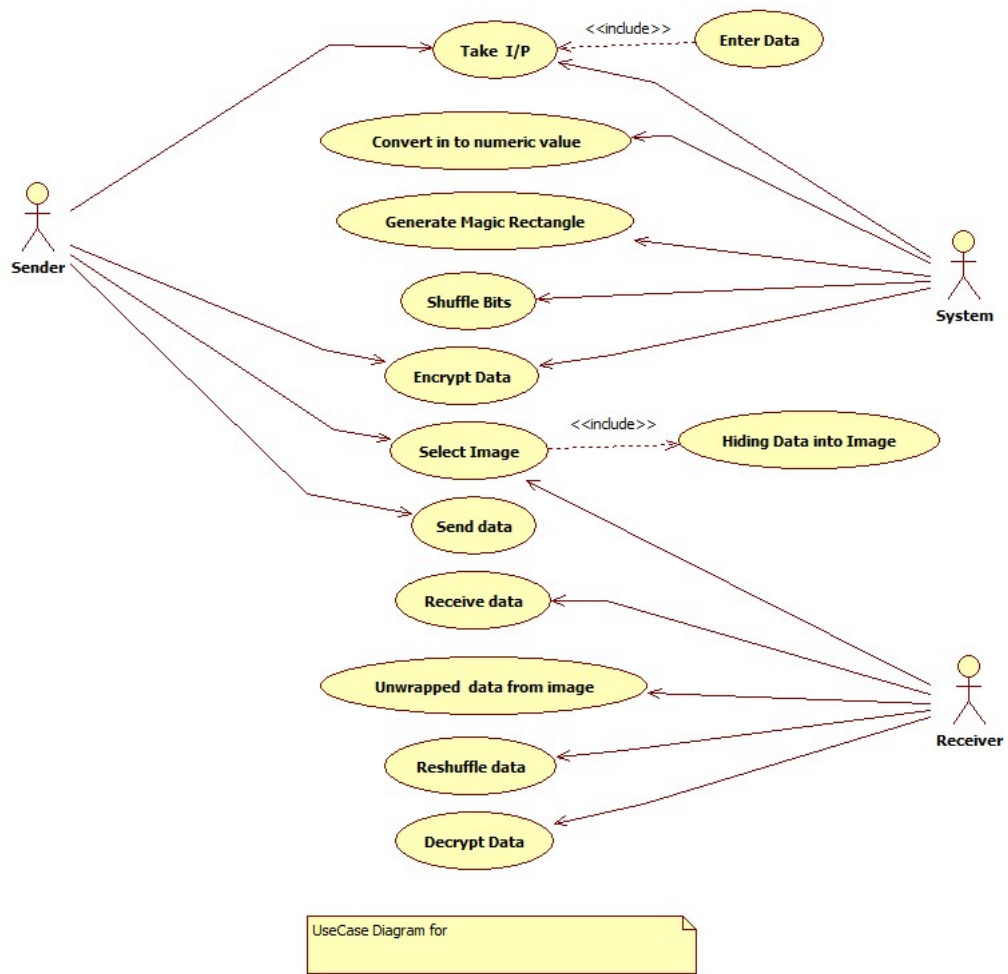 <<include>>
Take I/P
Enter Data
Convert in to numeric value
Generate Magic Rectangle
Sender
Shuffle Bits
System
Encrypt Data
<<include>>
Select Image
Hiding Data into Image
Send data
Receive data
Unwrapped data from image
Receiver
Reshuffle data
Decrypt Data
UseCase Diagram for